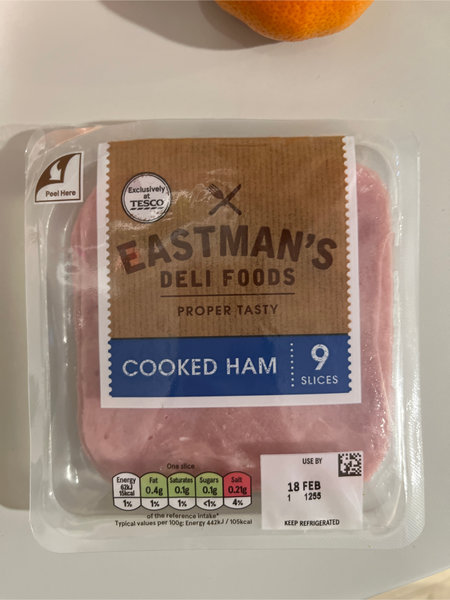 Peel Here
Exclusively
at
TESCO
EASTMAN'S
DELI FOODS
PROPER TASTY
COOKED HAM
9
SLICES
One slice
Energy Fat Saturates Sugars Salt
62kJ
15kcal 0.4g 0.1g 0.1g 0.21g
1% 1% 1% <1% 4%
of the reference intake*
Typical values per 100g: Energy 442kJ / 105kcal
USE BY
18 FEB
1 1255
KEEP REFRIGERATED